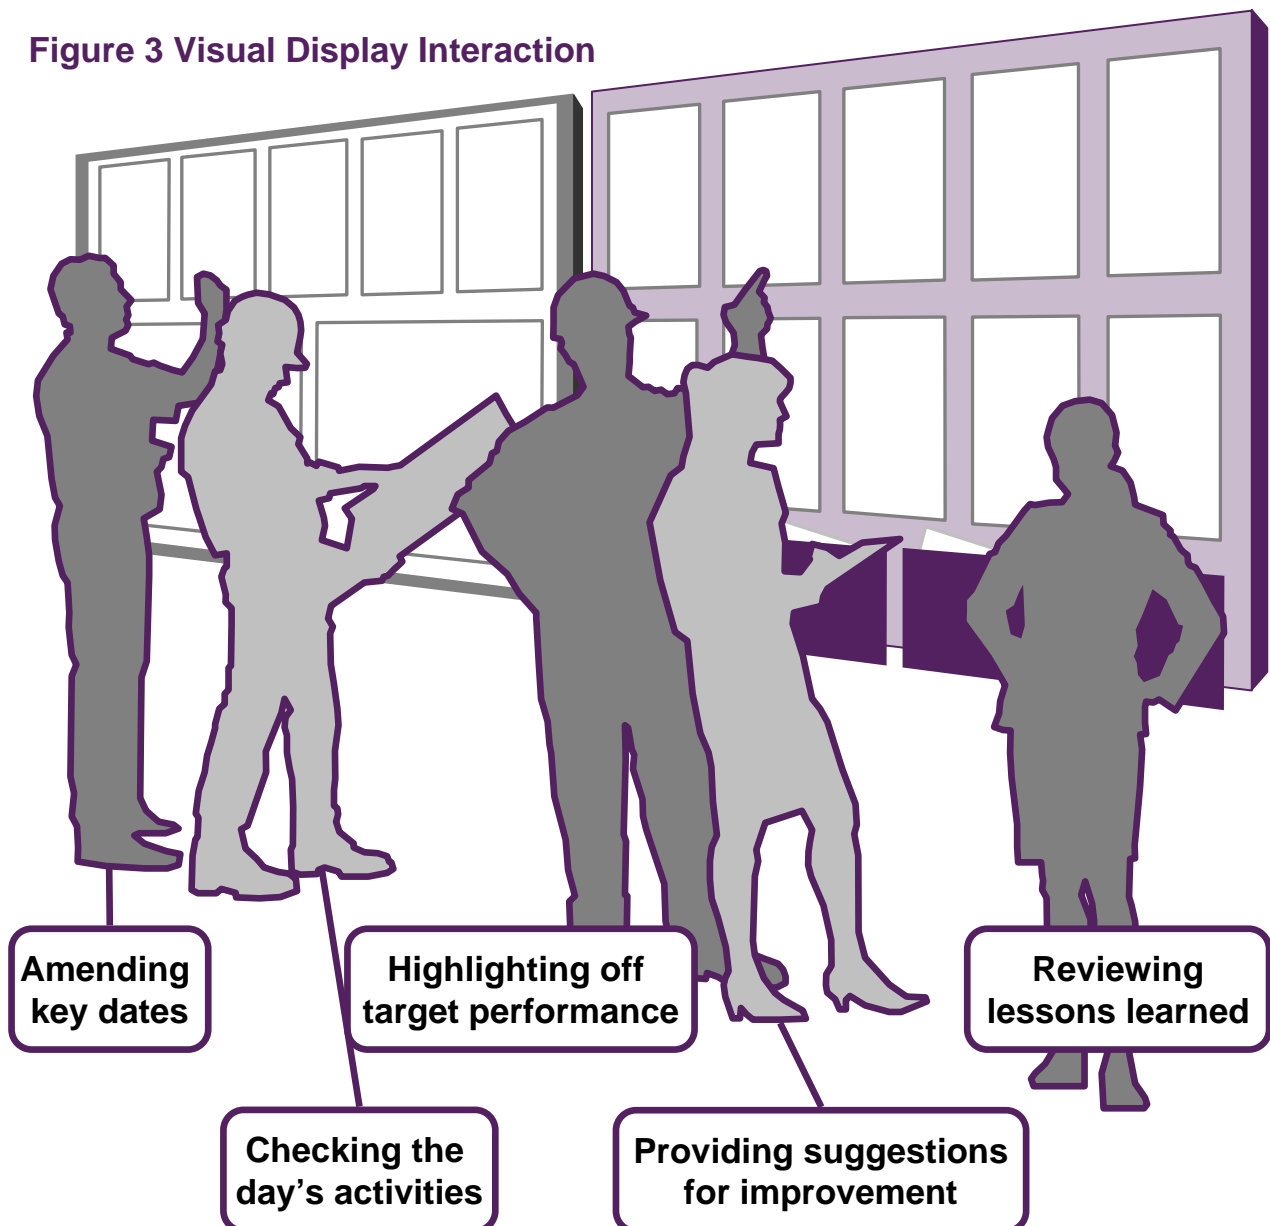 Figure 3 Visual Display Interaction
Amending
key dates
Highlighting off
target performance
Reviewing
lessons learned
Checking the
day’s activities
Providing suggestions
for improvement